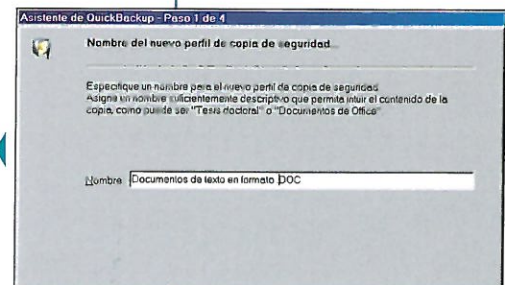 Asistente de QuickBackup - Paso 1 de 4
Nombre del nuevo perfil de copia de seguridad...
Especifique un nombre para el nuevo perfil de copia de seguridad
Asigne un nombre suficientemente descriptivo que permita intuir el contenido de la
copia, como puede ser "Tesis doctoral" o "Documentos de Office"
Nombre Documentos de texto en formato DOC